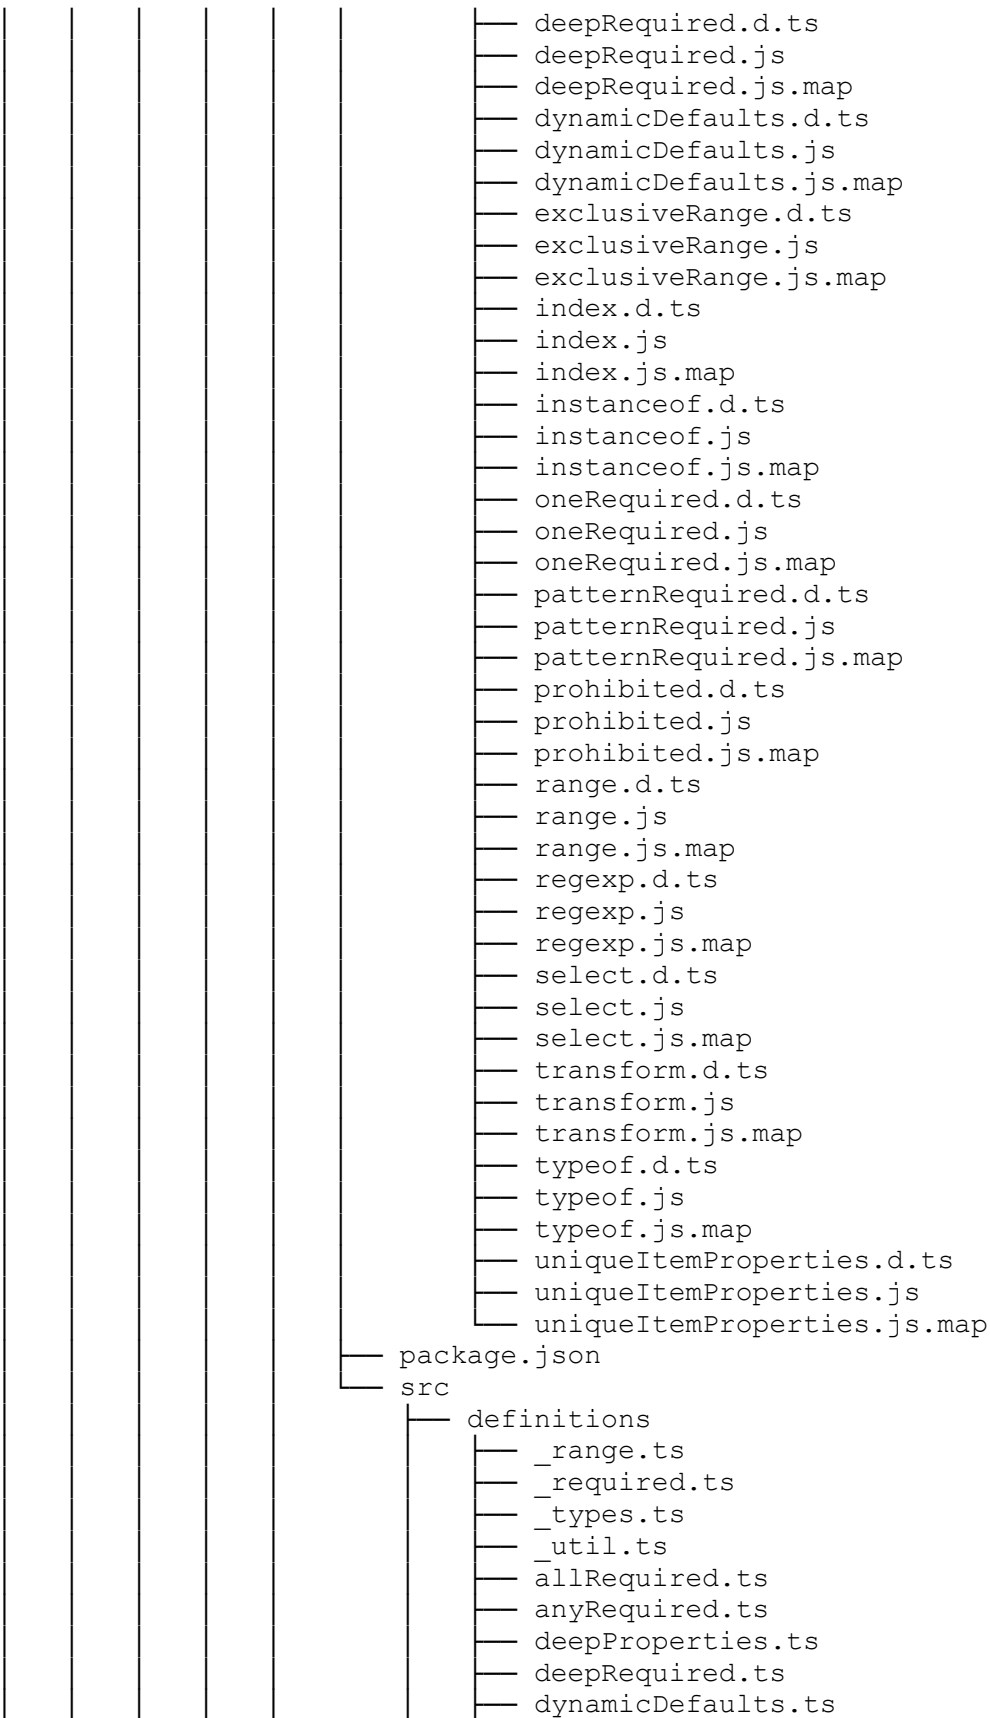 │   │   │   │   │   │       ├── deepRequired.d.ts
│   │   │   │   │   │       ├── deepRequired.js
│   │   │   │   │   │       ├── deepRequired.js.map
│   │   │   │   │   │       ├── dynamicDefaults.d.ts
│   │   │   │   │   │       ├── dynamicDefaults.js
│   │   │   │   │   │       ├── dynamicDefaults.js.map
│   │   │   │   │   │       ├── exclusiveRange.d.ts
│   │   │   │   │   │       ├── exclusiveRange.js
│   │   │   │   │   │       ├── exclusiveRange.js.map
│   │   │   │   │   │       ├── index.d.ts
│   │   │   │   │   │       ├── index.js
│   │   │   │   │   │       ├── index.js.map
│   │   │   │   │   │       ├── instanceof.d.ts
│   │   │   │   │   │       ├── instanceof.js
│   │   │   │   │   │       ├── instanceof.js.map
│   │   │   │   │   │       ├── oneRequired.d.ts
│   │   │   │   │   │       ├── oneRequired.js
│   │   │   │   │   │       ├── oneRequired.js.map
│   │   │   │   │   │       ├── patternRequired.d.ts
│   │   │   │   │   │       ├── patternRequired.js
│   │   │   │   │   │       ├── patternRequired.js.map
│   │   │   │   │   │       ├── prohibited.d.ts
│   │   │   │   │   │       ├── prohibited.js
│   │   │   │   │   │       ├── prohibited.js.map
│   │   │   │   │   │       ├── range.d.ts
│   │   │   │   │   │       ├── range.js
│   │   │   │   │   │       ├── range.js.map
│   │   │   │   │   │       ├── regexp.d.ts
│   │   │   │   │   │       ├── regexp.js
│   │   │   │   │   │       ├── regexp.js.map
│   │   │   │   │   │       ├── select.d.ts
│   │   │   │   │   │       ├── select.js
│   │   │   │   │   │       ├── select.js.map
│   │   │   │   │   │       ├── transform.d.ts
│   │   │   │   │   │       ├── transform.js
│   │   │   │   │   │       ├── transform.js.map
│   │   │   │   │   │       ├── typeof.d.ts
│   │   │   │   │   │       ├── typeof.js
│   │   │   │   │   │       ├── typeof.js.map
│   │   │   │   │   │       ├── uniqueItemProperties.d.ts
│   │   │   │   │   │       ├── uniqueItemProperties.js
│   │   │   │   │   │       └── uniqueItemProperties.js.map
│   │   │   │   │   ├── package.json
│   │   │   │   │   └── src
│   │   │   │   │       ├── definitions
│   │   │   │   │       │   ├── _range.ts
│   │   │   │   │       │   ├── _required.ts
│   │   │   │   │       │   ├── _types.ts
│   │   │   │   │       │   ├── _util.ts
│   │   │   │   │       │   ├── allRequired.ts
│   │   │   │   │       │   ├── anyRequired.ts
│   │   │   │   │       │   ├── deepProperties.ts
│   │   │   │   │       │   ├── deepRequired.ts
│   │   │   │   │       │   ├── dynamicDefaults.ts